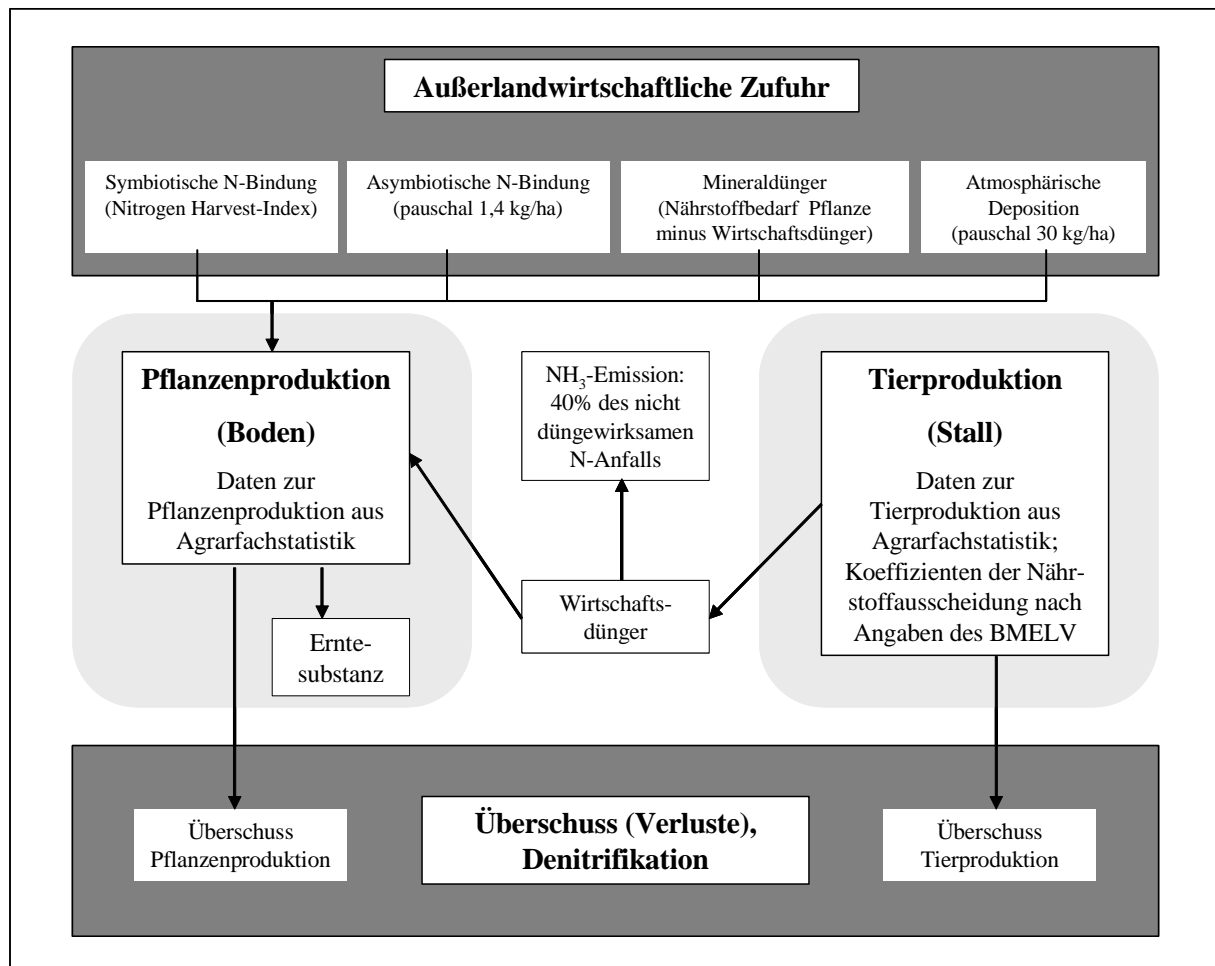 Außerlandwirtschaftliche Zufuhr
Symbiotische N-Bindung
(Nitrogen Harvest-Index)
Asymbiotische N-Bindung
(pauschal 1,4 kg/ha)
Mineraldünger
(Nährstoffbedarf Pflanze
minus Wirtschaftsdünger)
Atmosphärische
Deposition
(pauschal 30 kg/ha)
Pflanzenproduktion
(Boden)
Daten zur
Pflanzenproduktion aus
Agrarfachstatistik
Ernte-
substanz
NH₃-Emission:
40% des nicht
düngewirksamen
N-Anfalls
Wirtschafts-
dünger
Tierproduktion
(Stall)
Daten zur
Tierproduktion aus
Agrarfachstatistik;
Koeffizienten der Nähr-
stoffausscheidung nach
Angaben des BMELV
Überschuss
Pflanzenproduktion
Überschuss (Verluste),
Denitrifikation
Überschuss
Tierproduktion